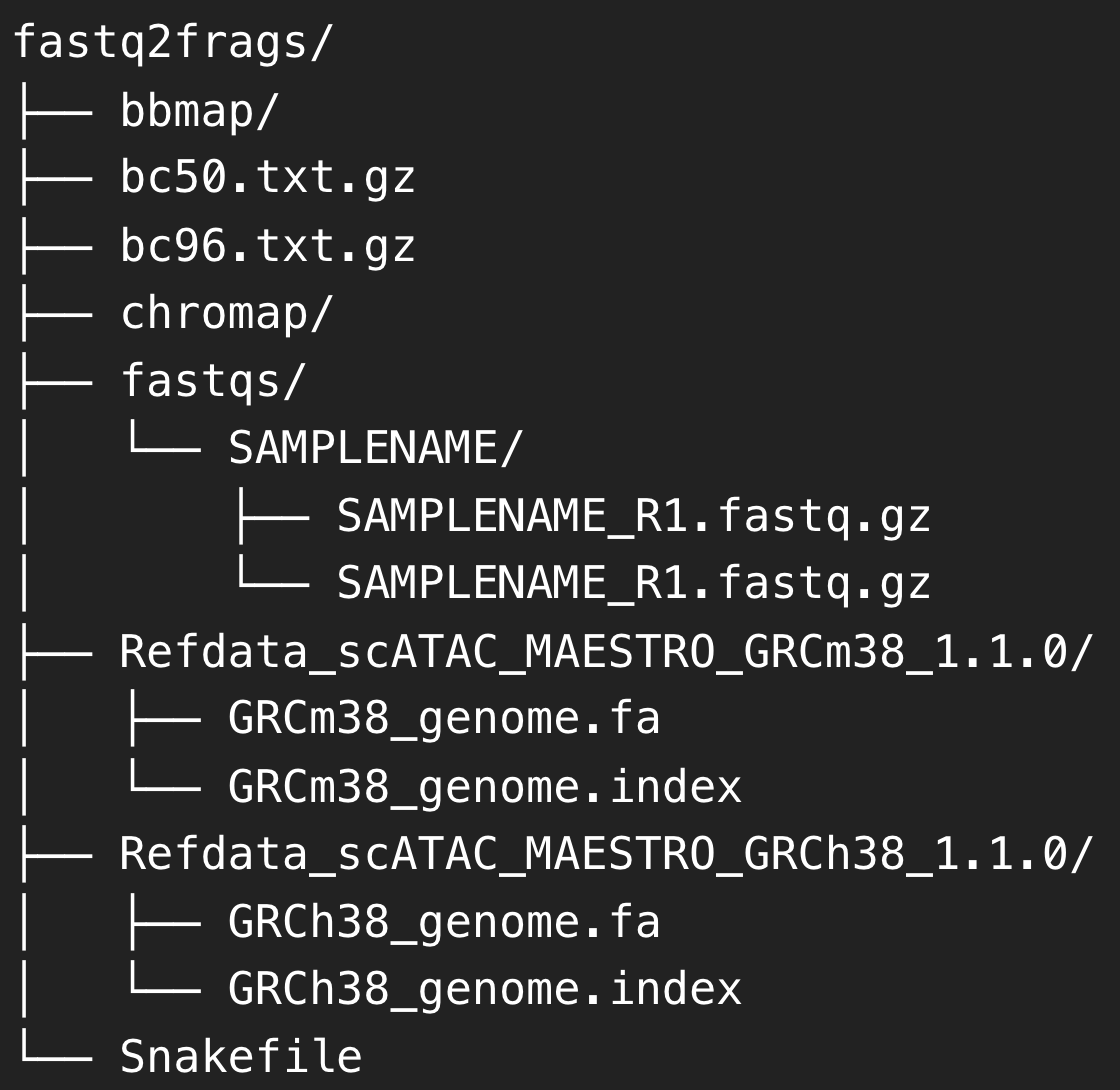 fastq2frags/
├── bbmap/
├── bc50.txt.gz
├── bc96.txt.gz
├── chromap/
├── fastqs/
│   └── SAMPLENAME/
│       ├── SAMPLENAME_R1.fastq.gz
│       └── SAMPLENAME_R1.fastq.gz
├── Refdata_scATAC_MAESTRO_GRCm38_1.1.0/
│   ├── GRCm38_genome.fa
│   └── GRCm38_genome.index
├── Refdata_scATAC_MAESTRO_GRCh38_1.1.0/
│   ├── GRCh38_genome.fa
│   └── GRCh38_genome.index
└── Snakefile